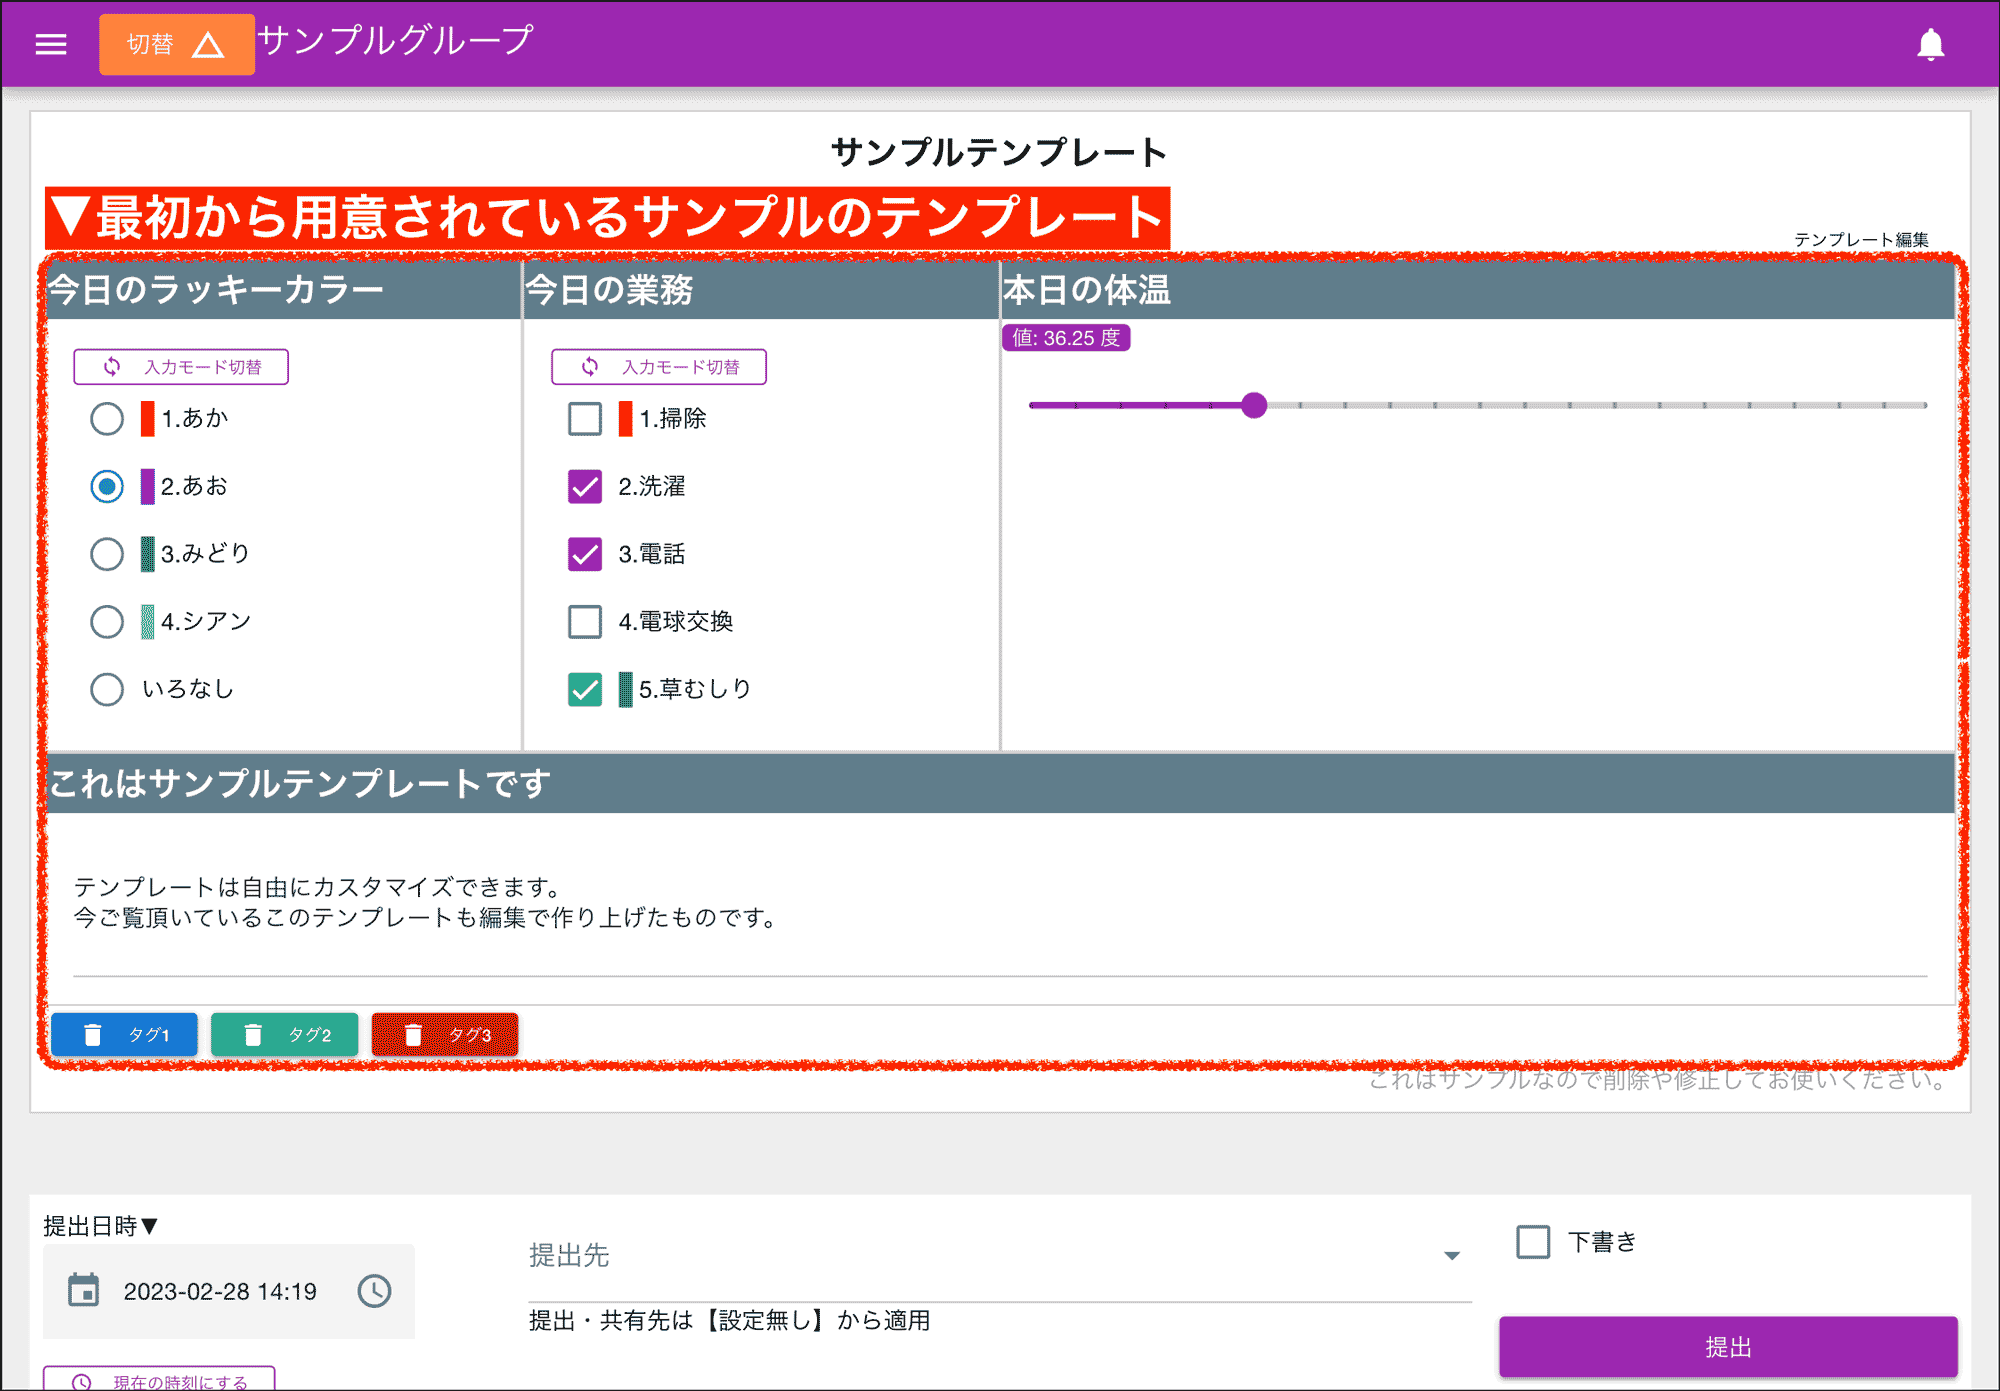 切替
サンプルグループ
サンプルテンプレート
▼最初から用意されているサンプルのテンプレート
テンプレート編集
今日のラッキーカラー
今日の業務
本日の体温
値: 36.25 度
入力モード切替
入力モード切替
1.あか
1.掃除
2.あお
2.洗濯
3.みどり
3.電話
4.シアン
4.電球交換
いろなし
5.草むしり
これはサンプルテンプレートです
テンプレートは自由にカスタマイズできます。
今ご覧頂いているこのテンプレートも編集で作り上げたものです。
タグ1
タグ2
タグ3
これはサンプルなので削除や修正してお使いください。
提出日時▼
2023-02-28 14:19
提出先
提出・共有先は【設定無し】から適用
下書き
提出
現在の時刻にする